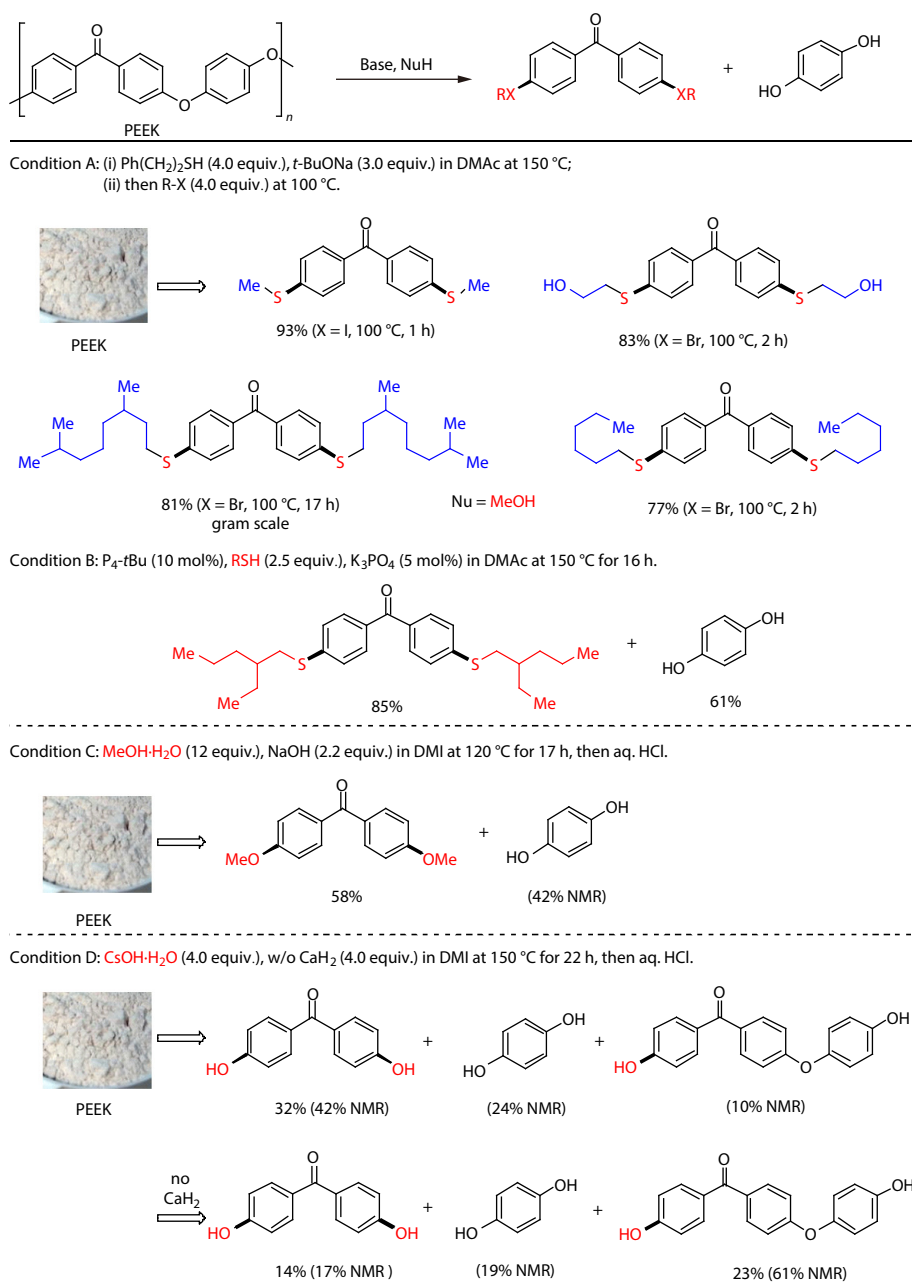 O
O
O
n
PEEK
Base, NuH
O
RX
XR
+
OH
HO
Condition A: (i) Ph(CH2)2SH (4.0 equiv.), t-BuONa (3.0 equiv.) in DMAc at 150 °C;
(ii) then R-X (4.0 equiv.) at 100 °C.
PEEK
O
Me
S
S
Me
93% (X = I, 100 °C, 1 h)
O
HO
S
S
OH
83% (X = Br, 100 °C, 2 h)
Me
O
Me
Me
Me
S
S
Me
Me
81% (X = Br, 100 °C, 17 h)
gram scale
Nu = MeOH
O
Me
Me
S
S
77% (X = Br, 100 °C, 2 h)
Condition B: P4-tBu (10 mol%), RSH (2.5 equiv.), K3PO4 (5 mol%) in DMAc at 150 °C for 16 h.
O
Me
S
S
Me
Me
Me
85%
+
OH
HO
61%
Condition C: MeOH·H2O (12 equiv.), NaOH (2.2 equiv.) in DMI at 120 °C for 17 h, then aq. HCl.
PEEK
O
MeO
OMe
58%
+
OH
HO
(42% NMR)
Condition D: CsOH·H2O (4.0 equiv.), w/o CaH2 (4.0 equiv.) in DMI at 150 °C for 22 h, then aq. HCl.
PEEK
O
HO
OH
32% (42% NMR)
+
OH
HO
(24% NMR)
+
O
HO
O
OH
(10% NMR)
no
CaH2
O
HO
OH
14% (17% NMR )
+
OH
HO
(19% NMR)
+
O
HO
O
OH
23% (61% NMR)